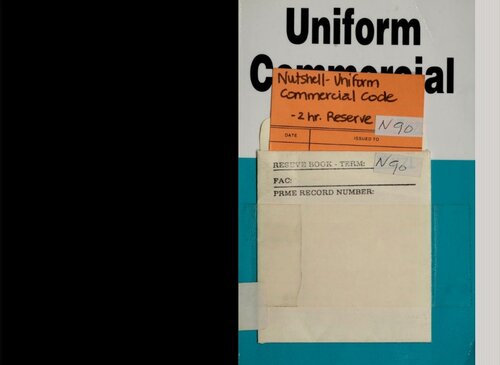 Uniform
Commercial
Nutshell - Uniform
Commercial Code
- 2 hr. Reserve
N90
DATE ISSUED TO
RESERVE BOOK - TERM: N90
FAC:
PRME RECORD NUMBER: